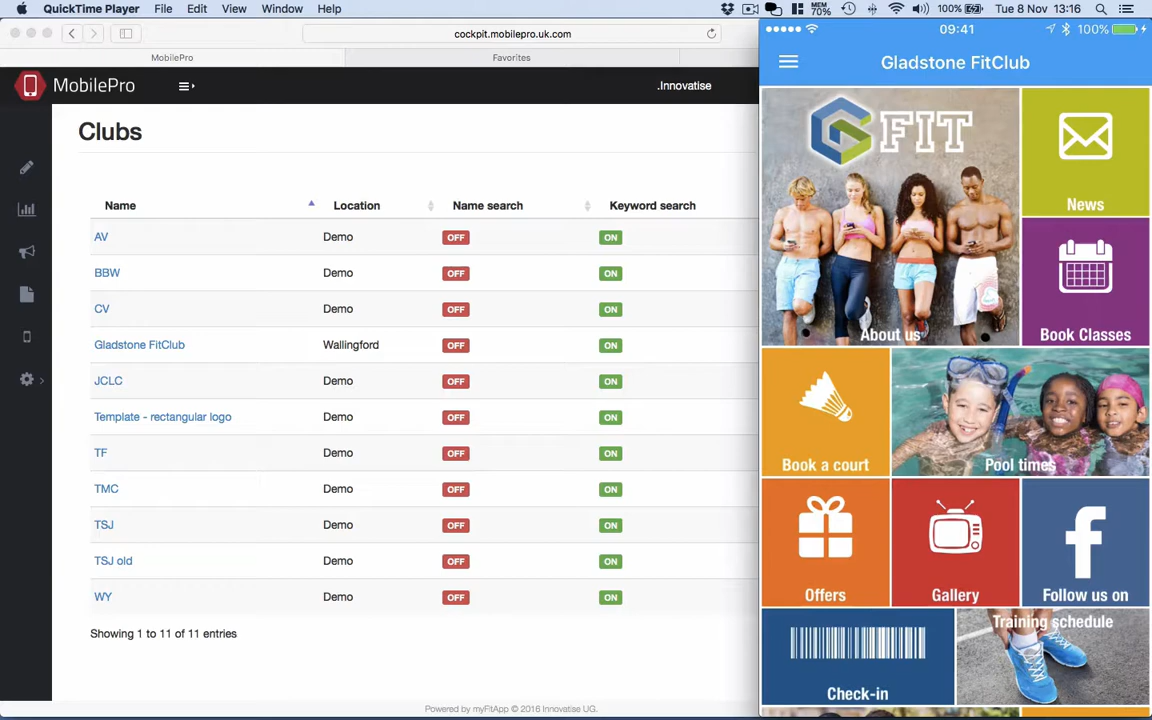 QuickTime Player File Edit View Window Help
MEM 70% 100% Tue 8 Nov 13:16
cockpit.mobilepro.uk.com
MobilePro Favorites
MobilePro
.Innovatise
Clubs
Name Location Name search Keyword search
AV Demo OFF ON
BBW Demo OFF ON
CV Demo OFF ON
Gladstone FitClub Wallingford OFF ON
JCLC Demo OFF ON
Template - rectangular logo Demo OFF ON
TF Demo OFF ON
TMC Demo OFF ON
TSJ Demo OFF ON
TSJ old Demo OFF ON
WY Demo OFF ON
Showing 1 to 11 of 11 entries
Powered by myFitApp © 2016 Innovatise UG.
09:41 100%
Gladstone FitClub
G FIT
About us
News
Book Classes
Book a court
Pool times
Offers
Gallery
Follow us on
Check-in
Training schedule